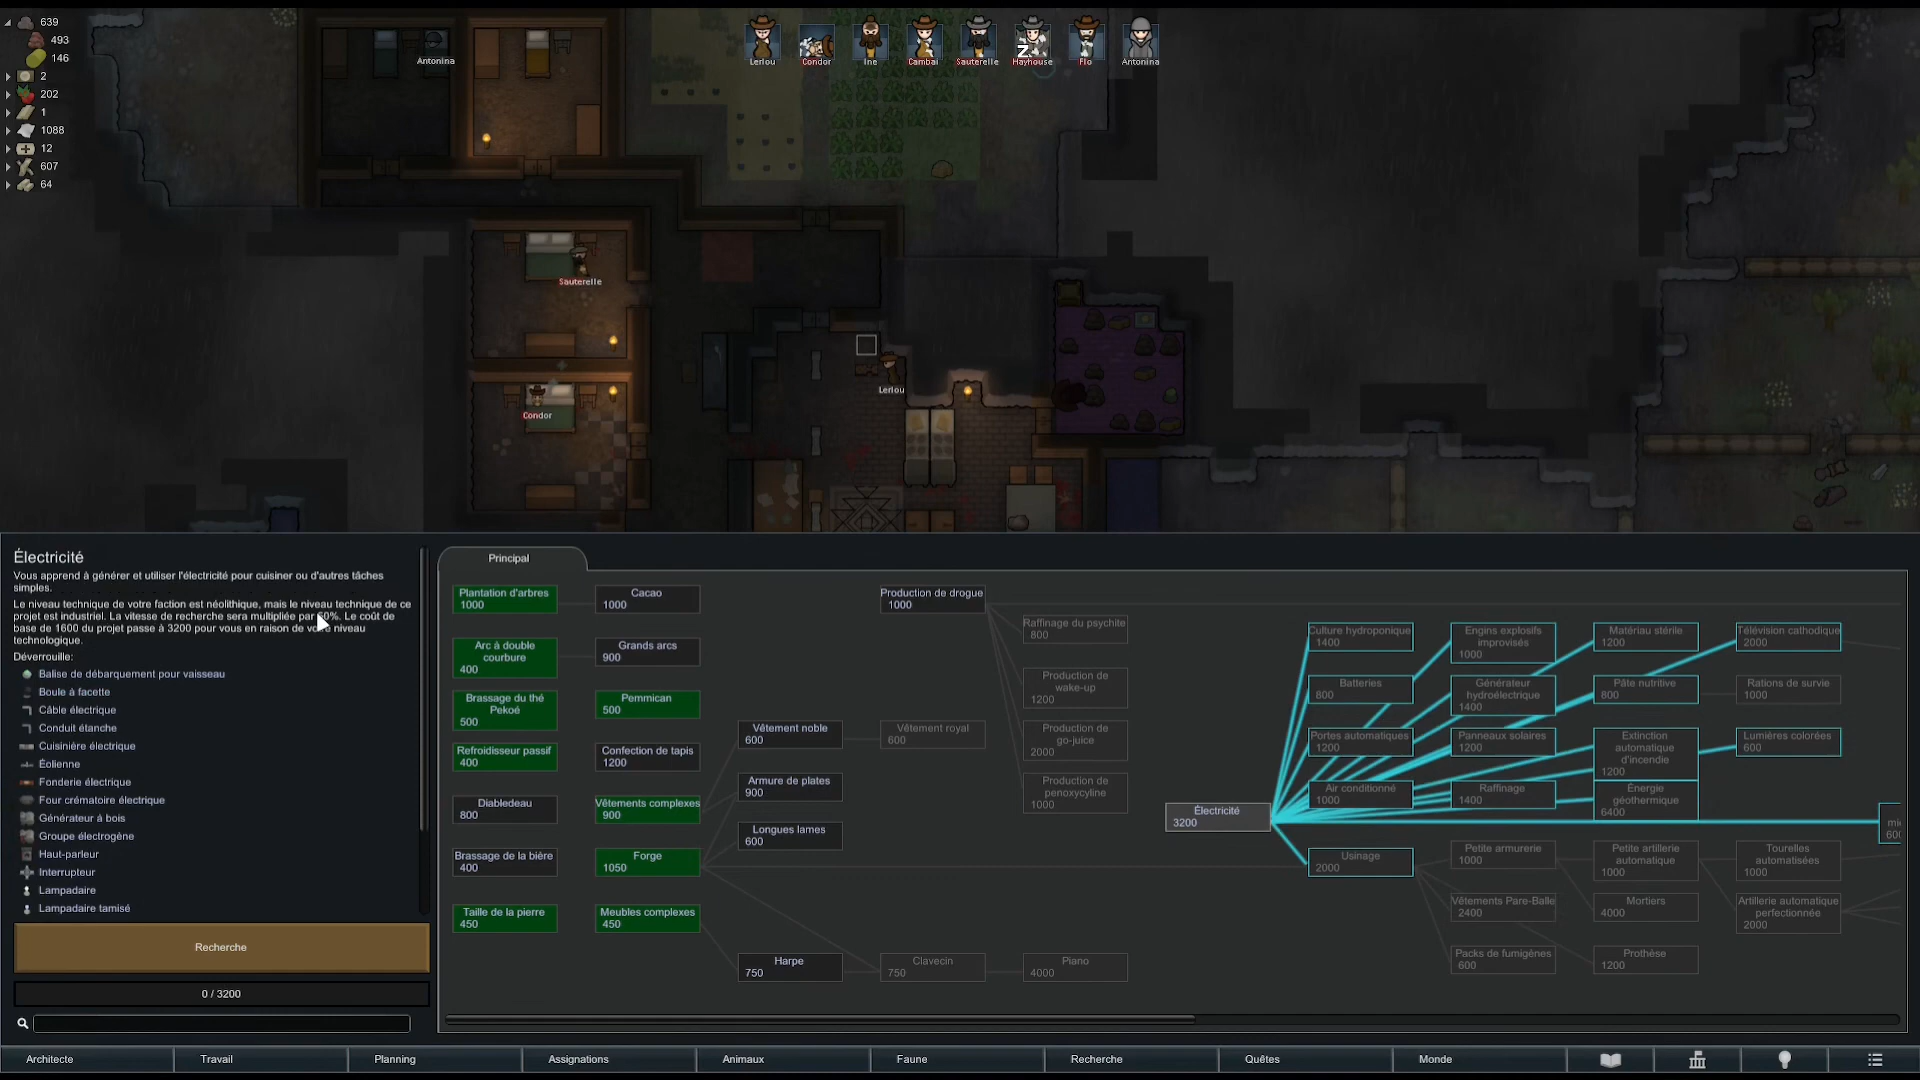 639
493
146
2
202
1
1088
12
607
64
Lerlou
Condor
Ine
Cambai
Sauterelle
Hayhouse
Flo
Antonina
Antonina
Sauterelle
Condor
Lerlou
Électricité
Vous apprend à générer et utiliser l'électricité pour cuisiner ou d'autres tâches
simples.
Le niveau technique de votre faction est néolithique, mais le niveau technique de ce
projet est industriel. La vitesse de recherche sera multipliée par 50%. Le coût de
base de 1600 du projet passe à 3200 pour vous en raison de votre niveau
technologique.
Déverrouille:
Balise de débarquement pour vaisseau
Boule à facette
Câble électrique
Conduit étanche
Cuisinière électrique
Éolienne
Fonderie électrique
Four crématoire électrique
Générateur à bois
Groupe électrogène
Haut-parleur
Interrupteur
Lampadaire
Lampadaire tamisé
Recherche
0 / 3200
Principal
Plantation d'arbres
1000
Cacao
1000
Production de drogue
1000
Raffinage du psychite
800
Arc à double
courbure
400
Grands arcs
900
Production de
wake-up
1200
Brassage du thé
Pekoé
500
Pemmican
500
Vêtement noble
600
Vêtement royal
600
Production de
go-juice
2000
Refroidisseur passif
400
Confection de tapis
1200
Armure de plates
900
Production de
penoxycyline
1000
Diabledeau
800
Vêtements complexes
900
Longues lames
600
Brassage de la bière
400
Forge
1050
Taille de la pierre
450
Meubles complexes
450
Harpe
750
Clavecin
750
Piano
4000
Électricité
3200
Culture hydroponique
1400
Engins explosifs
improvisés
1000
Matériau stérile
1200
Télévision cathodique
2000
Batteries
800
Générateur
hydroélectrique
1400
Pâte nutritive
800
Rations de survie
1000
Portes automatiques
1200
Panneaux solaires
1200
Extinction
automatique
d'incendie
1200
Lumières colorées
600
Air conditionné
1000
Raffinage
1400
Énergie
géothermique
6400
mi
600
Usinage
2000
Petite armurerie
1000
Petite artillerie
automatique
1000
Tourelles
automatisées
1000
Vêtements Pare-Balle
2400
Mortiers
4000
Artillerie automatique
perfectionnée
2000
Packs de fumigènes
600
Prothèse
1200
Architecte
Travail
Planning
Assignations
Animaux
Faune
Recherche
Quêtes
Monde